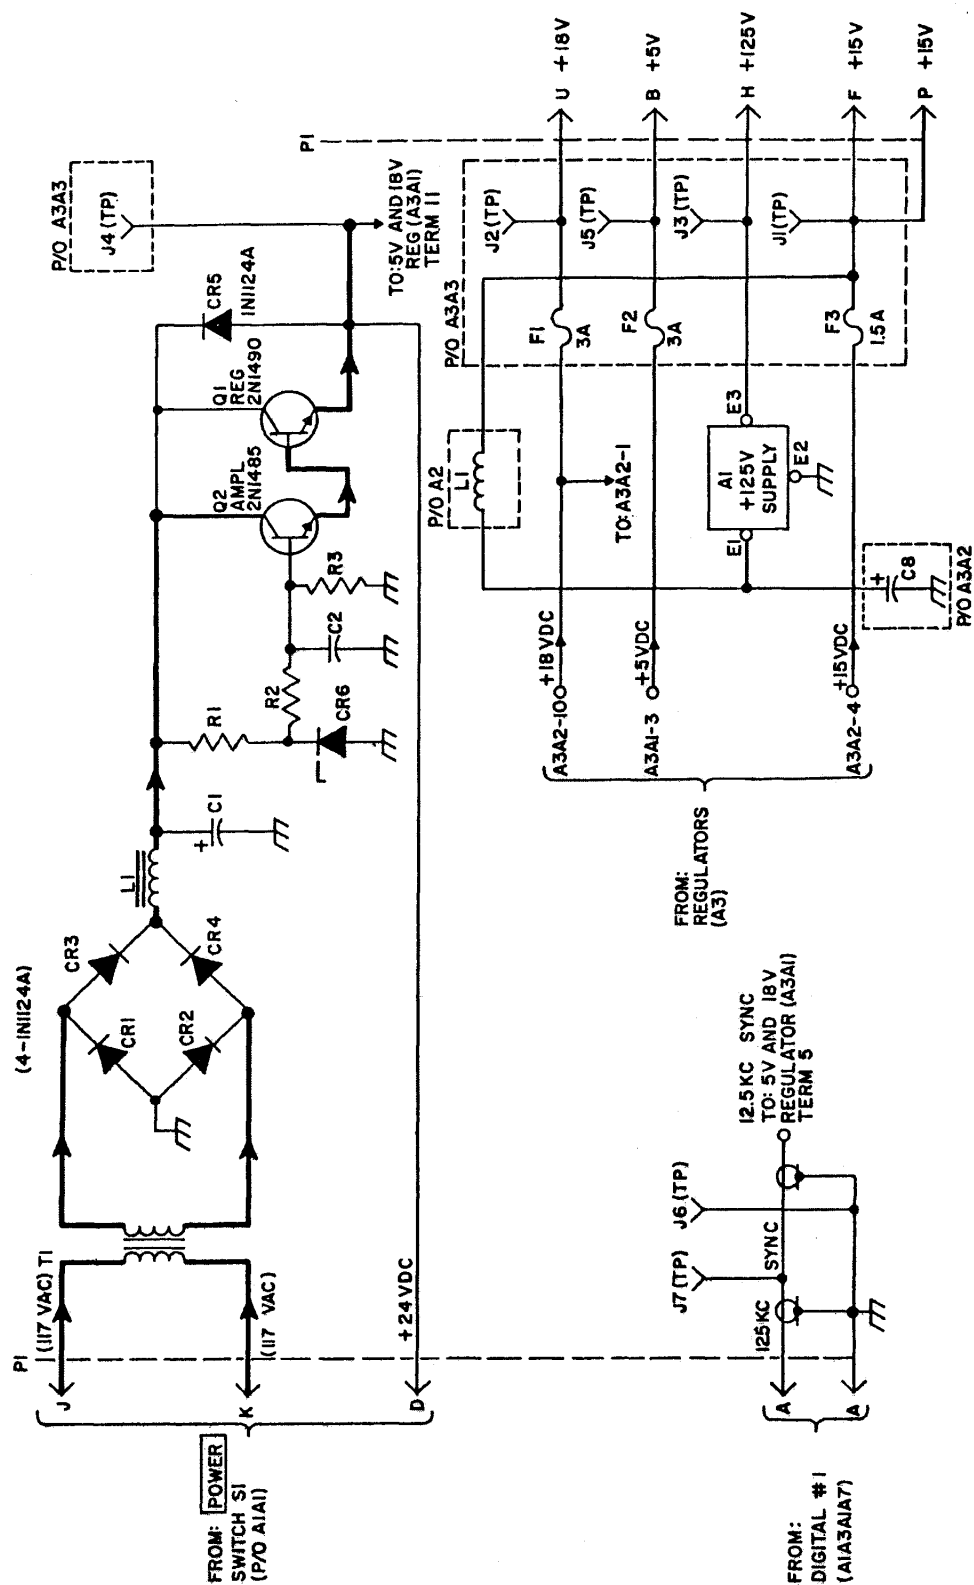 FROM: POWER
SWITCH S1
(P/O A1A1)
P1
J
K
D
(117 VAC)
T1
(117 VAC)
+24VDC
(4-1N1124A)
CR1
CR2
CR3
CR4
L1
+
C1
R1
R2
CR6
C2
R3
Q2
AMPL
2N1485
Q1
REG
2N1490
CR5
1N1124A
P/O A3A3
J4 (TP)
TO:5V AND 18V
REG (A3A1)
TERM 11
FROM:
DIGITAL #1
(A1A3A1A7)
A
A
125KC
SYNC
J7(TP)
J6(TP)
12.5KC SYNC
TO: 5V AND 18V
REGULATOR (A3A1)
TERM 5
FROM:
REGULATORS
(A3)
A3A2-10
A3A1-3
A3A2-4
+18VDC
+5VDC
+15VDC
P/O A2
L1
TO:A3A2-1
E1
A1
+125V
SUPPLY
E2
E3
+
C8
P/O A3A2
P/O A3A3
F1
3A
F2
3A
F3
1.5A
J2(TP)
J5(TP)
J3(TP)
J1(TP)
P1
U +18V
B +5V
H +125V
F +15V
P +15V